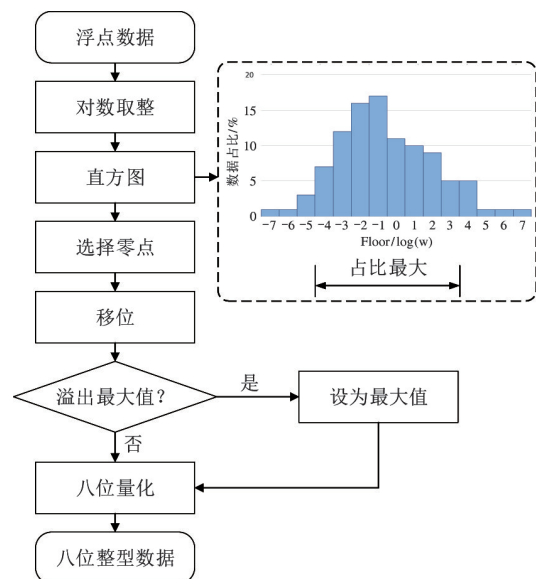 浮点数据
对数取整
直方图
选择零点
移位
溢出最大值？
是
设为最大值
否
八位量化
八位整型数据
数据占比/%
20
15
10
5
0
−7 −6 −5 −4 −3 −2 −1 0 1 2 3 4 5 6 7
Floor/log(w)
占比最大